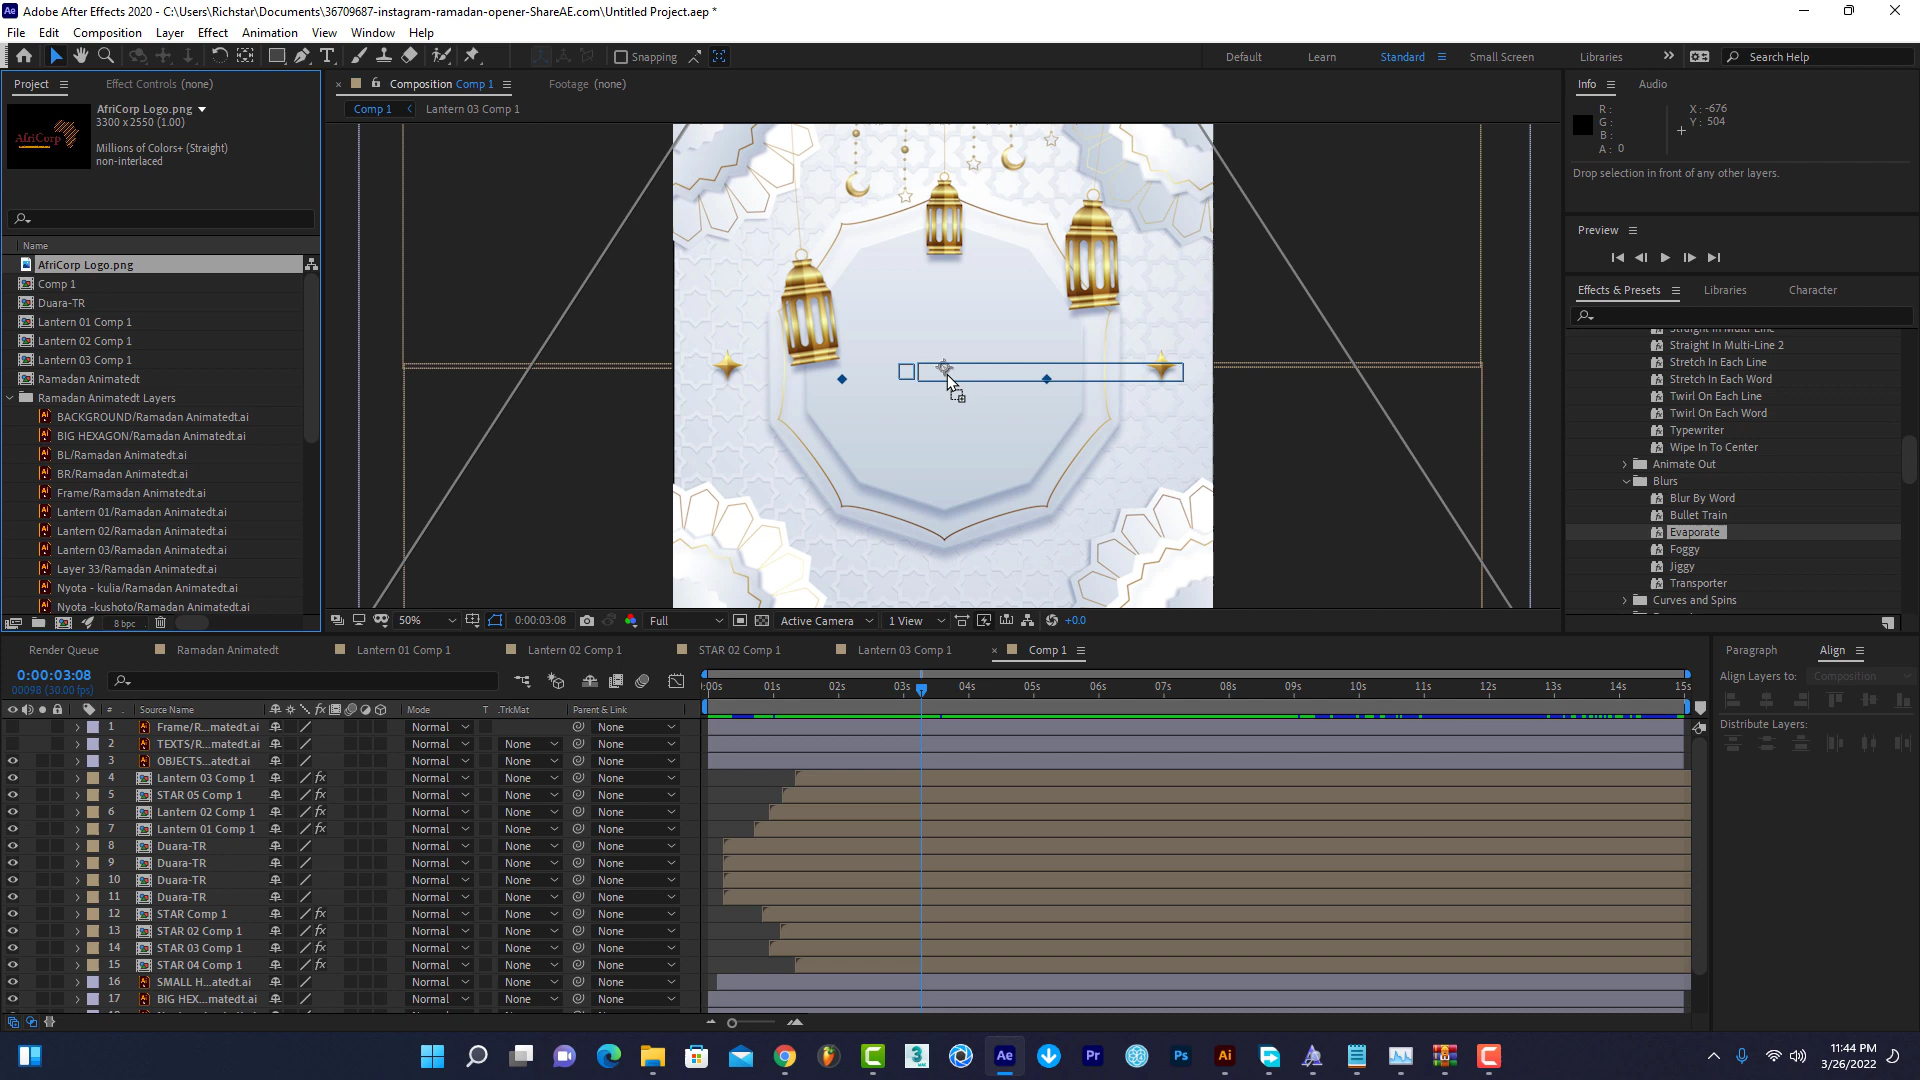 Adobe After Effects 2020 - C:\Users\Richstar\Documents\36709687-instagram-ramadan-opener-ShareAE.com\Untitled Project.aep *
File Edit Composition Layer Effect Animation View Window Help
Snapping
Default Learn Standard Small Screen Libraries Search Help
Project Effect Controls (none)
AfriCorp Logo.png
3300 x 2550 (1.00)
Millions of Colors+ (Straight)
non-interlaced
AfriCorp
Name
AfriCorp Logo.png
Comp 1
Duara-TR
Lantern 01 Comp 1
Lantern 02 Comp 1
Lantern 03 Comp 1
Ramadan Animatedt
Ramadan Animatedt Layers
BACKGROUND/Ramadan Animatedt.ai
BIG HEXAGON/Ramadan Animatedt.ai
BL/Ramadan Animatedt.ai
BR/Ramadan Animatedt.ai
Frame/Ramadan Animatedt.ai
Lantern 01/Ramadan Animatedt.ai
Lantern 02/Ramadan Animatedt.ai
Lantern 03/Ramadan Animatedt.ai
Layer 33/Ramadan Animatedt.ai
Nyota - kulia/Ramadan Animatedt.ai
Nyota -kushoto/Ramadan Animatedt.ai
8 bpc
Composition Comp 1 Footage (none)
Comp 1 Lantern 03 Comp 1
50% 0:00:03:08 Full Active Camera 1 View +0.0
Info Audio
R :
G :
B :
A : 0
X : -676
Y : 504
Drop selection in front of any other layers.
Preview
Effects & Presets Libraries Character
Straight In Multi-Line
Straight In Multi-Line 2
Stretch In Each Line
Stretch In Each Word
Twirl On Each Line
Twirl On Each Word
Typewriter
Wipe In To Center
Animate Out
Blurs
Blur By Word
Bullet Train
Evaporate
Foggy
Jiggy
Transporter
Curves and Spins
Render Queue Ramadan Animatedt Lantern 01 Comp 1 Lantern 02 Comp 1 STAR 02 Comp 1 Lantern 03 Comp 1 Comp 1
0:00:03:08
00098 (30.00 fps)
:00s 01s 02s 03s 04s 05s 06s 07s 08s 09s 10s 11s 12s 13s 14s 15s
# Source Name Mode T .TrkMat Parent & Link
1 Frame/R...matedt.ai Normal None
2 TEXTS/R...matedt.ai Normal None None
3 OBJECTS...atedt.ai Normal None None
4 Lantern 03 Comp 1 fx Normal None None
5 STAR 05 Comp 1 fx Normal None None
6 Lantern 02 Comp 1 fx Normal None None
7 Lantern 01 Comp 1 fx Normal None None
8 Duara-TR Normal None None
9 Duara-TR Normal None None
10 Duara-TR Normal None None
11 Duara-TR Normal None None
12 STAR Comp 1 fx Normal None None
13 STAR 02 Comp 1 fx Normal None None
14 STAR 03 Comp 1 fx Normal None None
15 STAR 04 Comp 1 fx Normal None None
16 SMALL H...atedt.ai Normal None None
17 BIG HEX...matedt.ai Normal None None
Paragraph Align
Align Layers to: Composition
Distribute Layers:
11:44 PM
3/26/2022